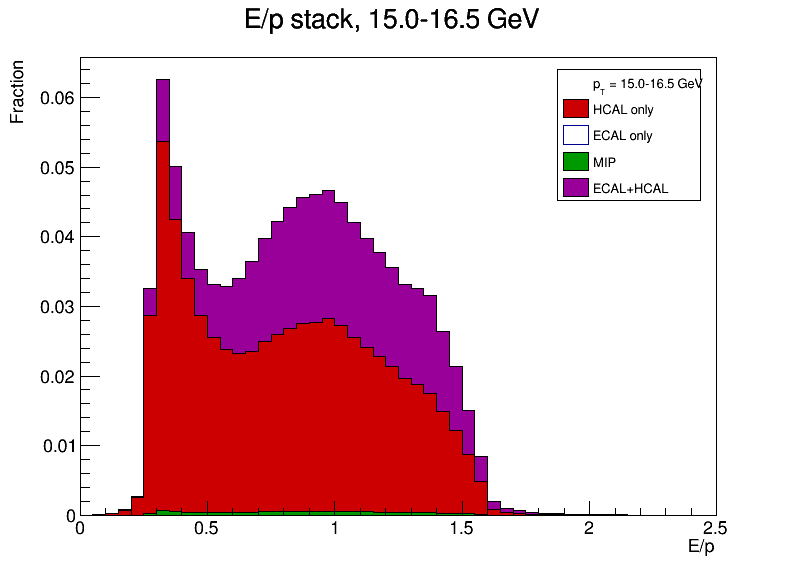 E/p stack, 15.0-16.5 GeV
Fraction
p_T = 15.0-16.5 GeV
HCAL only
ECAL only
MIP
ECAL+HCAL
0.06
0.05
0.04
0.03
0.02
0.01
0
0 0.5 1 1.5 2 2.5
E/p